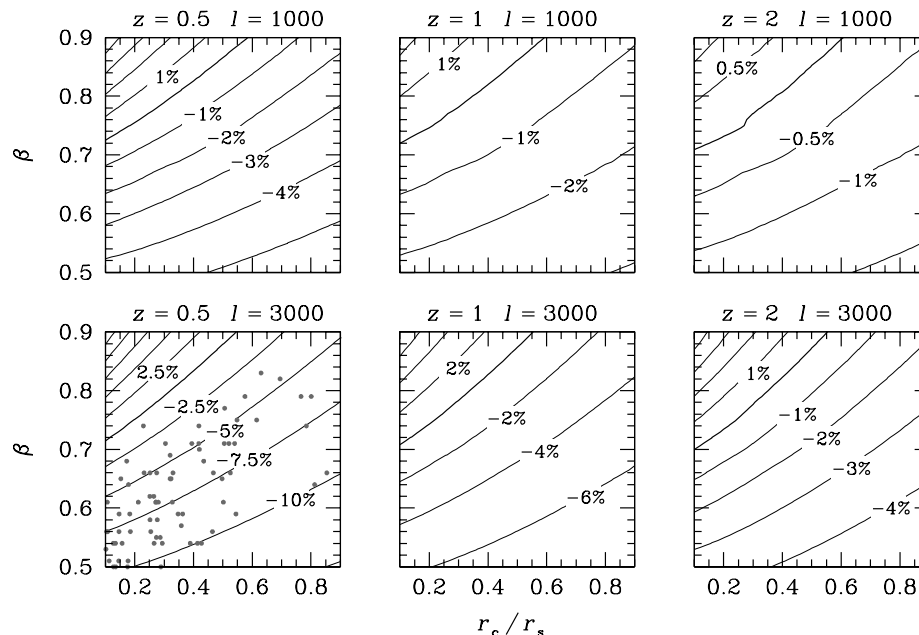 z = 0.5 l = 1000
z = 1 l = 1000
z = 2 l = 1000
0.9
0.8
0.7
0.6
0.5
β
1%
−1%
−2%
−3%
−4%
1%
−1%
−2%
0.5%
−0.5%
−1%
z = 0.5 l = 3000
z = 1 l = 3000
z = 2 l = 3000
0.9
0.8
0.7
0.6
0.5
β
2.5%
−2.5%
−5%
−7.5%
−10%
2%
−2%
−4%
−6%
1%
−1%
−2%
−3%
−4%
0.2 0.4 0.6 0.8
0.2 0.4 0.6 0.8
0.2 0.4 0.6 0.8
r_c/r_s